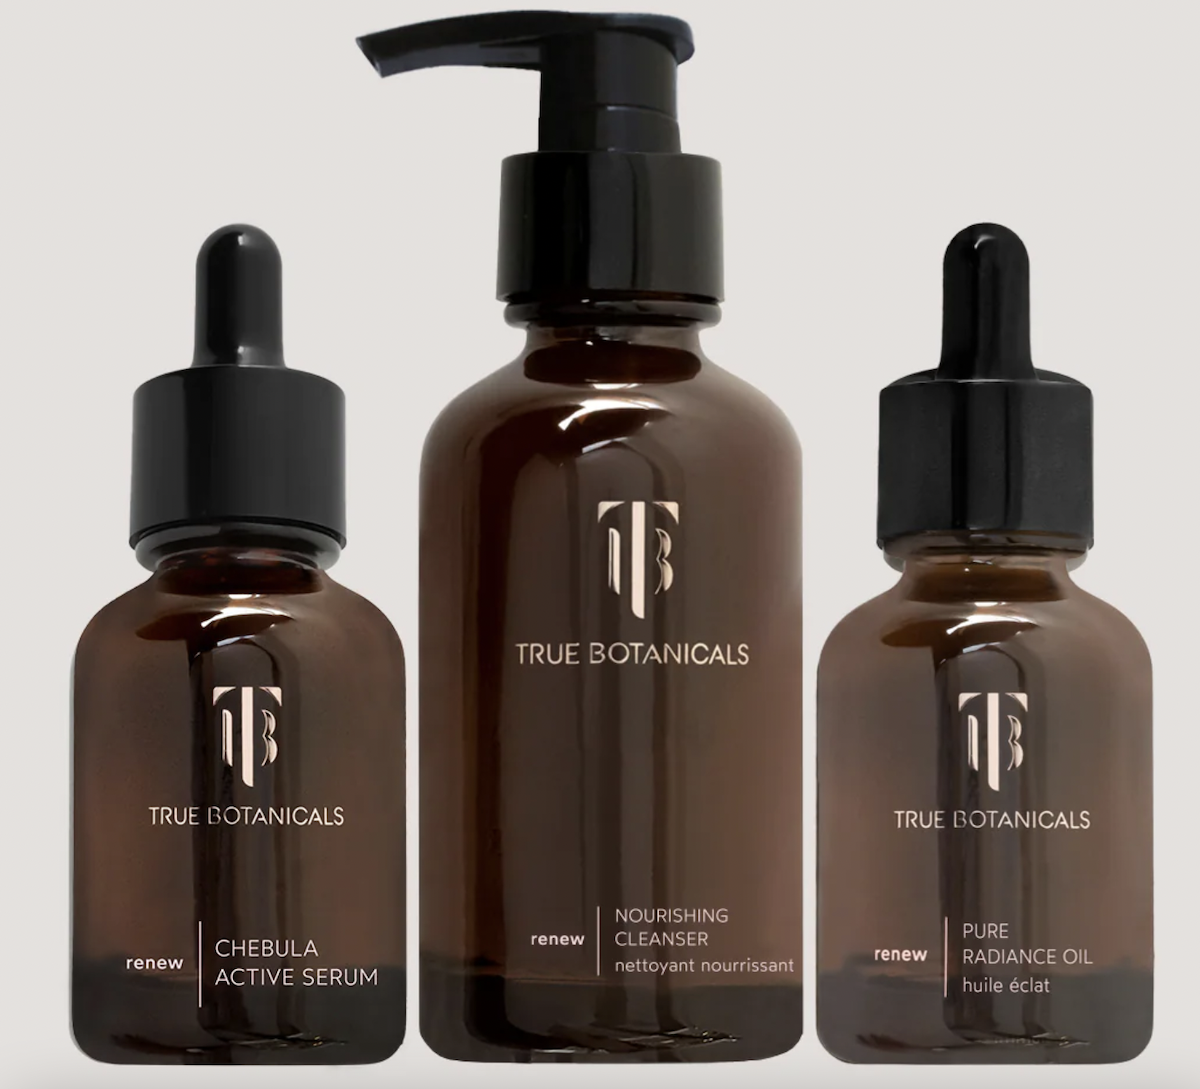 TB
TRUE BOTANICALS
renew
CHEBULA
ACTIVE SERUM
TB
TRUE BOTANICALS
renew
NOURISHING
CLEANSER
nettoyant nourrissant
TB
TRUE BOTANICALS
renew
PURE
RADIANCE OIL
huile éclat